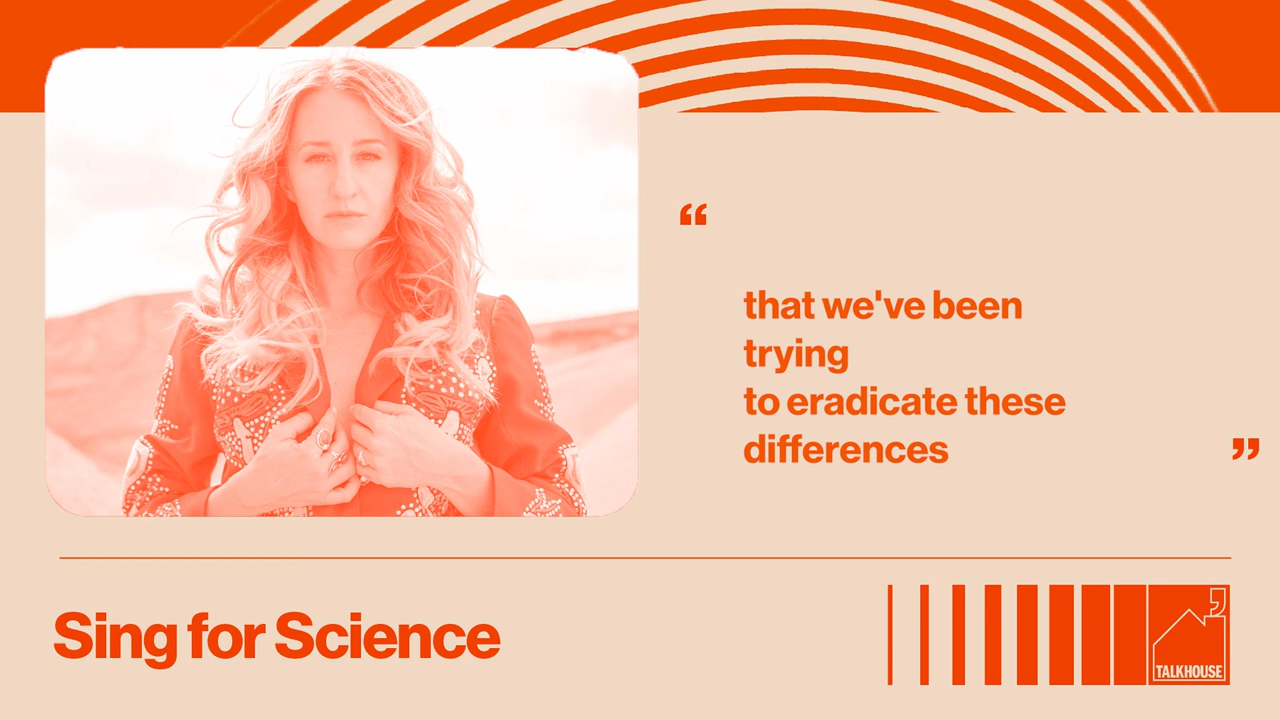 “
that we've been
trying
to eradicate these
differences
”
Sing for Science
TALKHOUSE